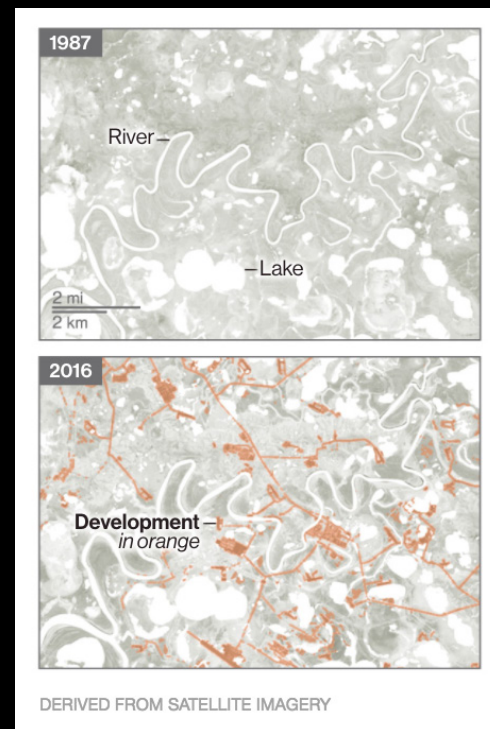 1987
River
Lake
2 mi
2 km
2016
Development
in orange
DERIVED FROM SATELLITE IMAGERY